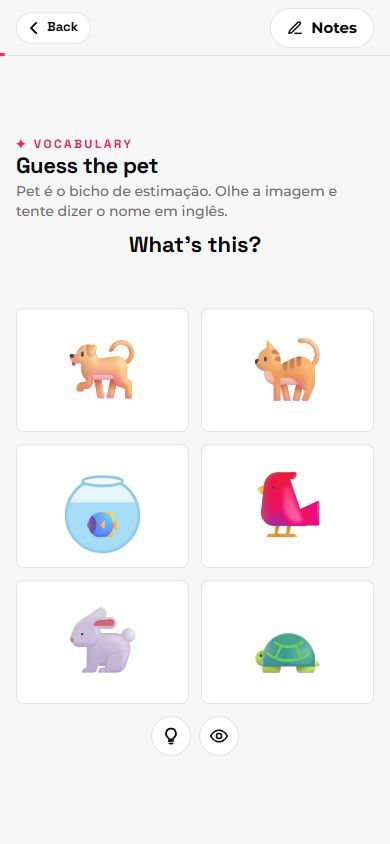 Back
Notes
VOCABULARY
Guess the pet
Pet é o bicho de estimação. Olhe a imagem e
tente dizer o nome em inglês.
What's this?